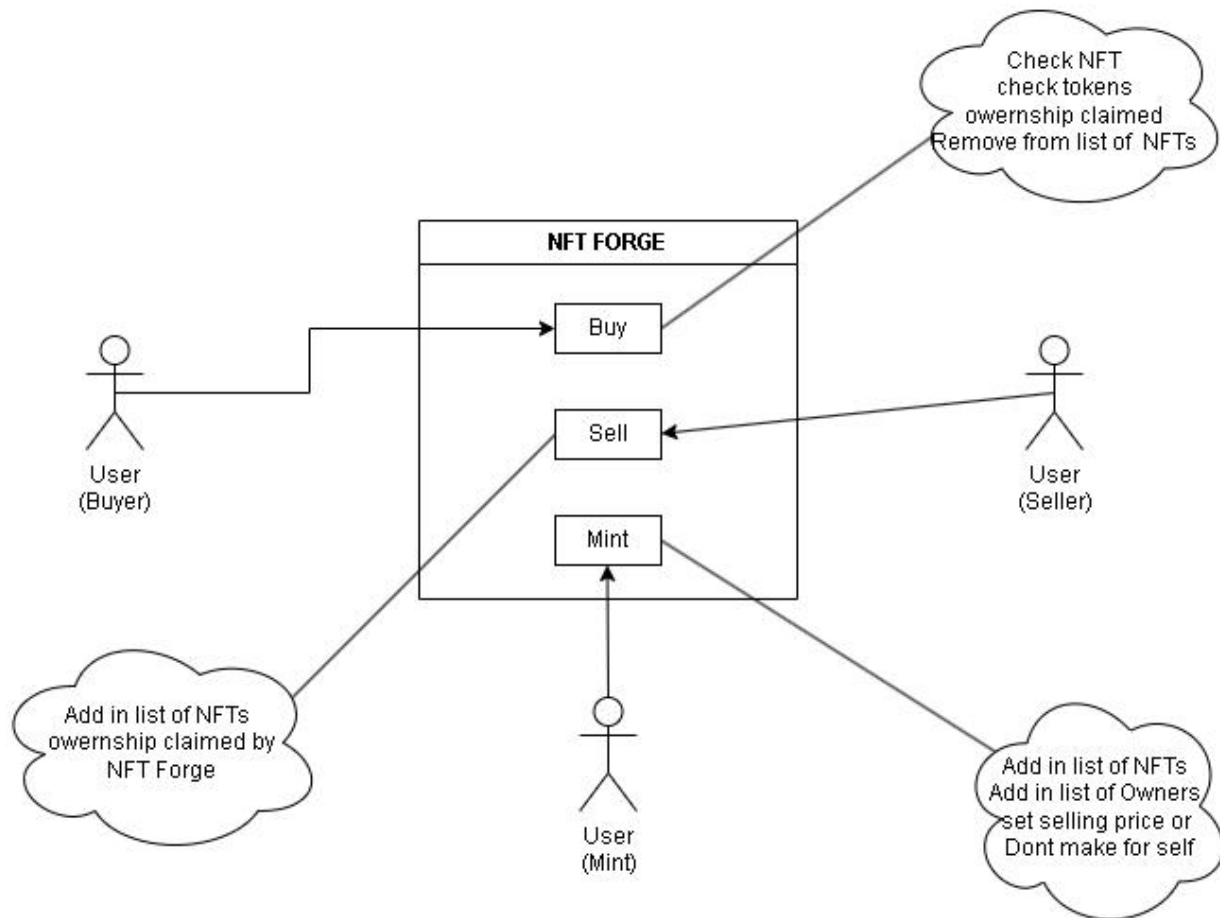 Check NFT
check tokens
owernship claimed
Remove from list of NFTs
NFT FORGE
Buy
User
(Buyer)
Sell
User
(Seller)
Mint
Add in list of NFTs
owernship claimed by
NFT Forge
User
(Mint)
Add in list of NFTs
Add in list of Owners
set selling price or
Dont make for self